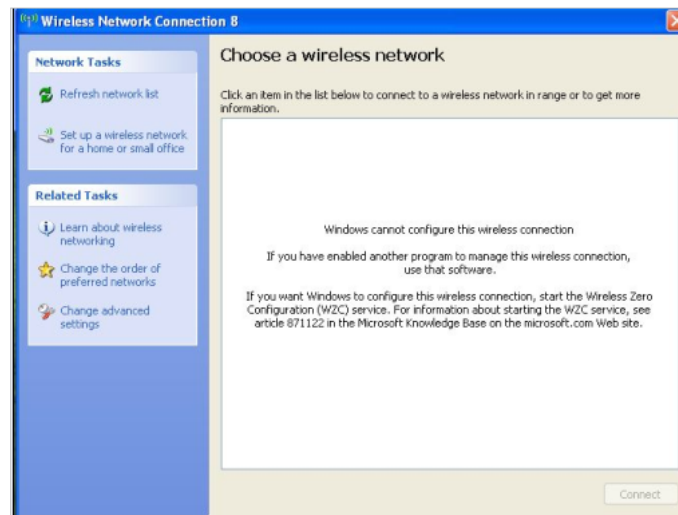 Wireless Network Connection 8
Network Tasks
Refresh network list
Set up a wireless network
for a home or small office
Related Tasks
Learn about wireless
networking
Change the order of
preferred networks
Change advanced
settings
Choose a wireless network
Click an item in the list below to connect to a wireless network in range or to get more
information.
Windows cannot configure this wireless connection
If you have enabled another program to manage this wireless connection,
use that software.
If you want Windows to configure this wireless connection, start the Wireless Zero
Configuration (WZC) service. For information about starting the WZC service, see
article 871122 in the Microsoft Knowledge Base on the microsoft.com Web site.
Connect